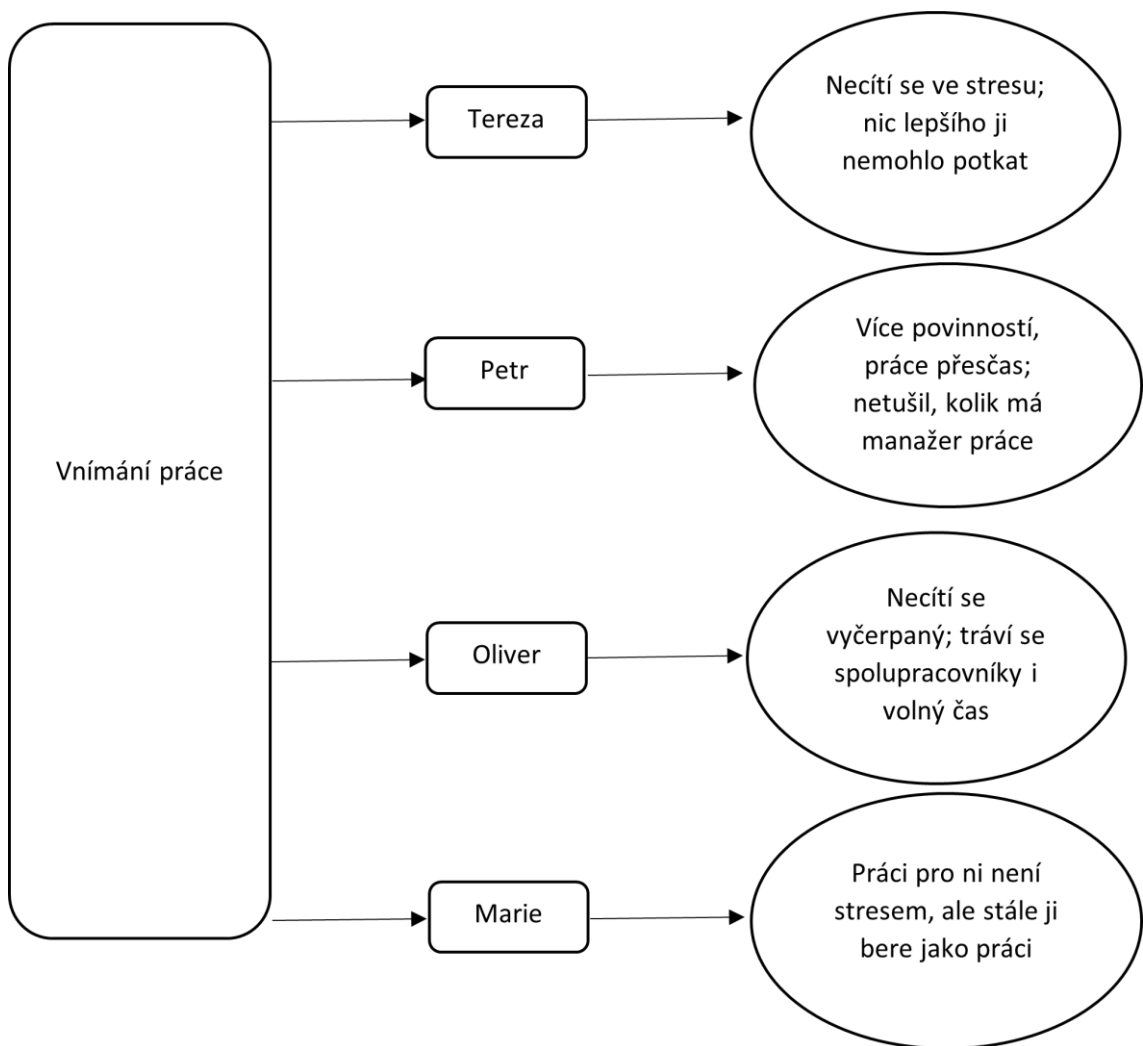 Vnímání práce
Tereza
Necítí se ve stresu;
nic lepšího ji
nemohlo potkat
Petr
Více povinností,
práce přesčas;
netušil, kolik má
manažer práce
Oliver
Necítí se
vyčerpaný; tráví se
spolupracovníky i
volný čas
Marie
Práci pro ni není
stresem, ale stále ji
bere jako práci